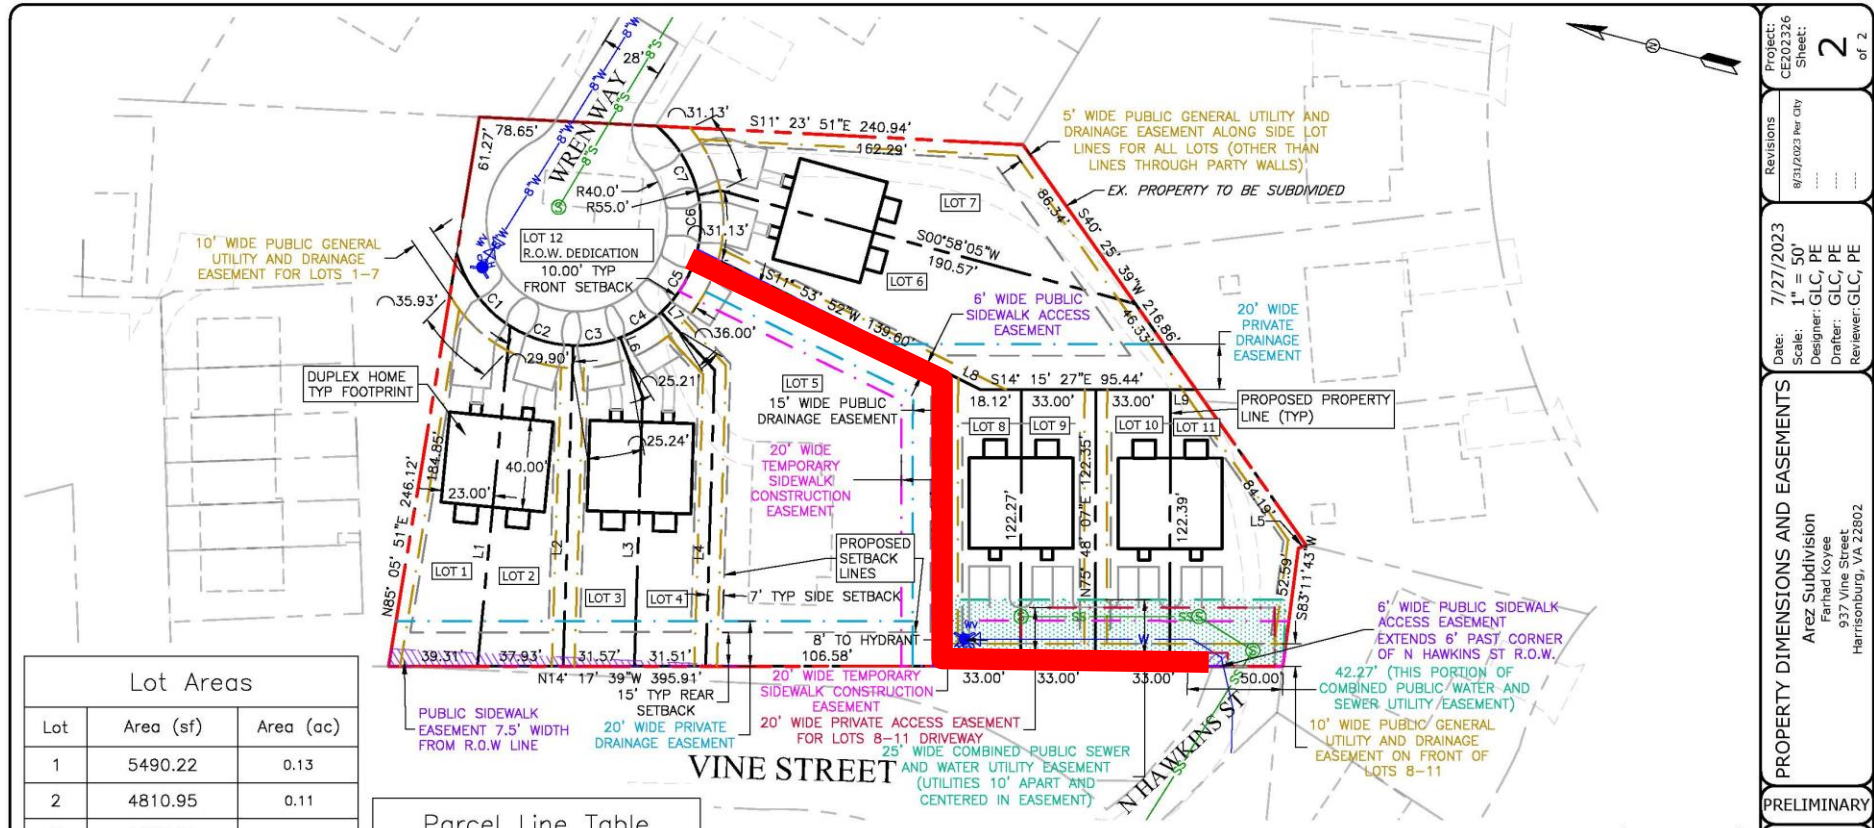 8"W
8"S
28'
WREN WAY
8"W
8"S
8"W
8"S
8"W
N
78.65'
61.27'
31.13'
S11° 23' 51"E 240.94'
162.29'
5' WIDE PUBLIC GENERAL UTILITY AND
DRAINAGE EASEMENT ALONG SIDE LOT
LINES FOR ALL LOTS (OTHER THAN
LINES THROUGH PARTY WALLS)
EX. PROPERTY TO BE SUBDIVIDED
C7
R40.0'
R55.0'
C6
31.13'
LOT 7
86.34'
S40° 25' 39"W 216.86'
S00°58'05"W
190.57'
46.33'
LOT 6
10' WIDE PUBLIC GENERAL
UTILITY AND DRAINAGE
EASEMENT FOR LOTS 1-7
WV
LOT 12
R.O.W. DEDICATION
10.00' TYP
FRONT SETBACK
C5
S11° 53' 52"W 139.60'
6' WIDE PUBLIC
SIDEWALK ACCESS
EASEMENT
20' WIDE
PRIVATE
DRAINAGE
EASEMENT
35.93'
C1
C2
C3
C4
L7
L6
36.00'
29.90'
25.21'
25.24'
DUPLEX HOME
TYP FOOTPRINT
LOT 5
15' WIDE PUBLIC
DRAINAGE EASEMENT
L8
S14° 15' 27"E 95.44'
18.12'
33.00'
33.00'
L9
PROPOSED PROPERTY
LINE (TYP)
LOT 8
LOT 9
LOT 10
LOT 11
20' WIDE
TEMPORARY
SIDEWALK
CONSTRUCTION
EASEMENT
N85° 05' 51"E 246.12'
184.85'
40.00'
23.00'
122.27'
N75° 48' 07"E 122.35'
122.39'
84.19'
L5
S83°11'43"W
52.59'
PROPOSED
SETBACK
LINES
L1
L2
L3
L4
LOT 1
LOT 2
LOT 3
LOT 4
7' TYP SIDE SETBACK
8' TO HYDRANT
WV
W
SS
SS
SS
6' WIDE PUBLIC SIDEWALK
ACCESS EASEMENT
EXTENDS 6' PAST CORNER
OF N HAWKINS ST R.O.W.
39.31'
37.93'
31.57'
31.51'
106.58'
33.00'
33.00'
33.00'
50.00'
N14° 17' 39"W 395.91'
15' TYP REAR
SETBACK
20' WIDE TEMPORARY
SIDEWALK CONSTRUCTION
EASEMENT
42.27' (THIS PORTION OF
COMBINED PUBLIC WATER AND
SEWER UTILITY EASEMENT)
PUBLIC SIDEWALK
EASEMENT 7.5' WIDTH
FROM R.O.W LINE
20' WIDE PRIVATE
DRAINAGE EASEMENT
20' WIDE PRIVATE ACCESS EASEMENT
FOR LOTS 8-11 DRIVEWAY
25' WIDE COMBINED PUBLIC SEWER
AND WATER UTILITY EASEMENT
(UTILITIES 10' APART AND
CENTERED IN EASEMENT)
10' WIDE PUBLIC GENERAL
UTILITY AND DRAINAGE
EASEMENT ON FRONT OF
LOTS 8-11
VINE STREET
N HAWKINS ST
Lot Areas
Lot Area (sf) Area (ac)
1 5490.22 0.13
2 4810.95 0.11
Parcel Line Table
Project:
CE202326
Sheet:
2
of 2
Revisions
8/31/2023 Per City
Date: 7/27/2023
Scale: 1" = 50'
Designer: GLC, PE
Drafter: GLC, PE
Reviewer: GLC, PE
PROPERTY DIMENSIONS AND EASEMENTS
Arez Subdivision
Farhad Koyee
937 Vine Street
Harrisonburg, VA 22802
PRELIMINARY